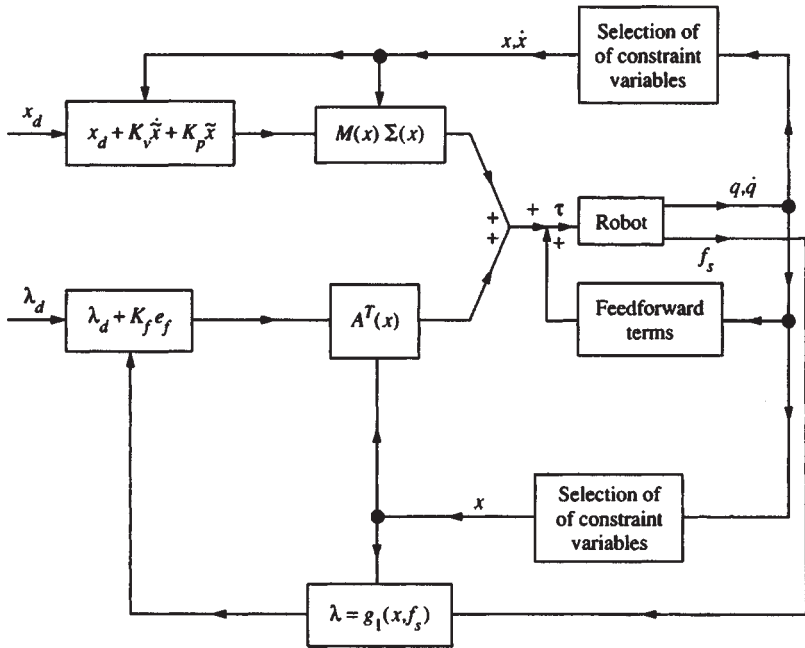 x, ẋ
Selection of
of constraint
variables
x_d
x_d + K_v x̃̇ + K_p x̃
M(x) Σ(x)
+
+
+
τ
+
Robot
q, q̇
f_s
λ_d
λ_d + K_f e_f
A^T(x)
Feedforward
terms
x
Selection of
of constraint
variables
λ = g_1(x, f_s)